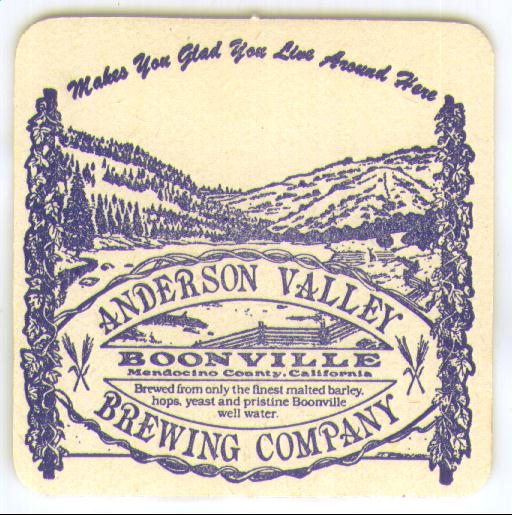 Makes You Glad You Live Around Here
ANDERSON VALLEY
BOONVILLE
Mendocino County, California
Brewed from only the finest malted barley,
hops, yeast and pristine Boonville
well water.
BREWING COMPANY